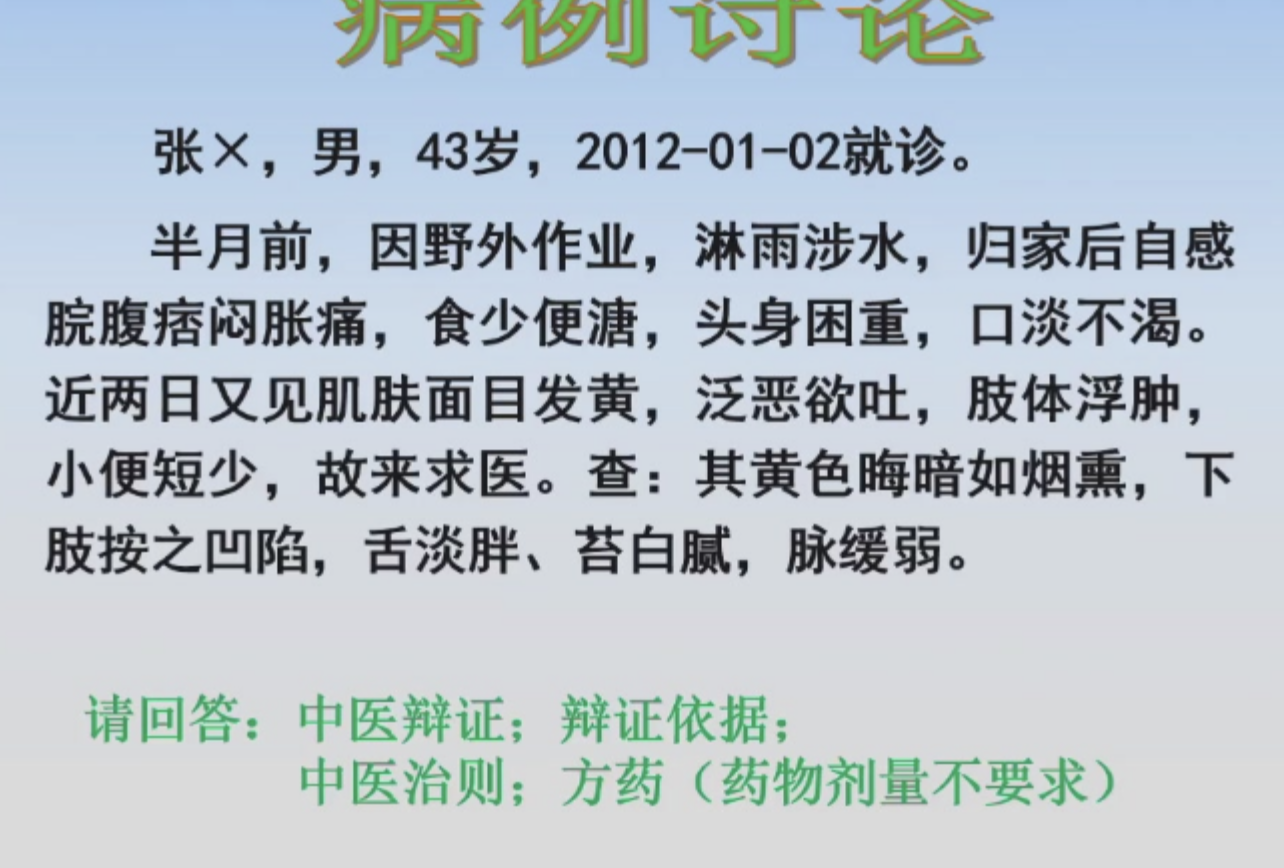 病例讨论
张×，男，43岁，2012-01-02就诊。
半月前，因野外作业，淋雨涉水，归家后自感
脘腹痞闷胀痛，食少便溏，头身困重，口淡不渴。
近两日又见肌肤面目发黄，泛恶欲吐，肢体浮肿，
小便短少，故来求医。查：其黄色晦暗如烟熏，下
肢按之凹陷，舌淡胖、苔白腻，脉缓弱。
请回答：中医辩证；辩证依据；
中医治则；方药（药物剂量不要求）